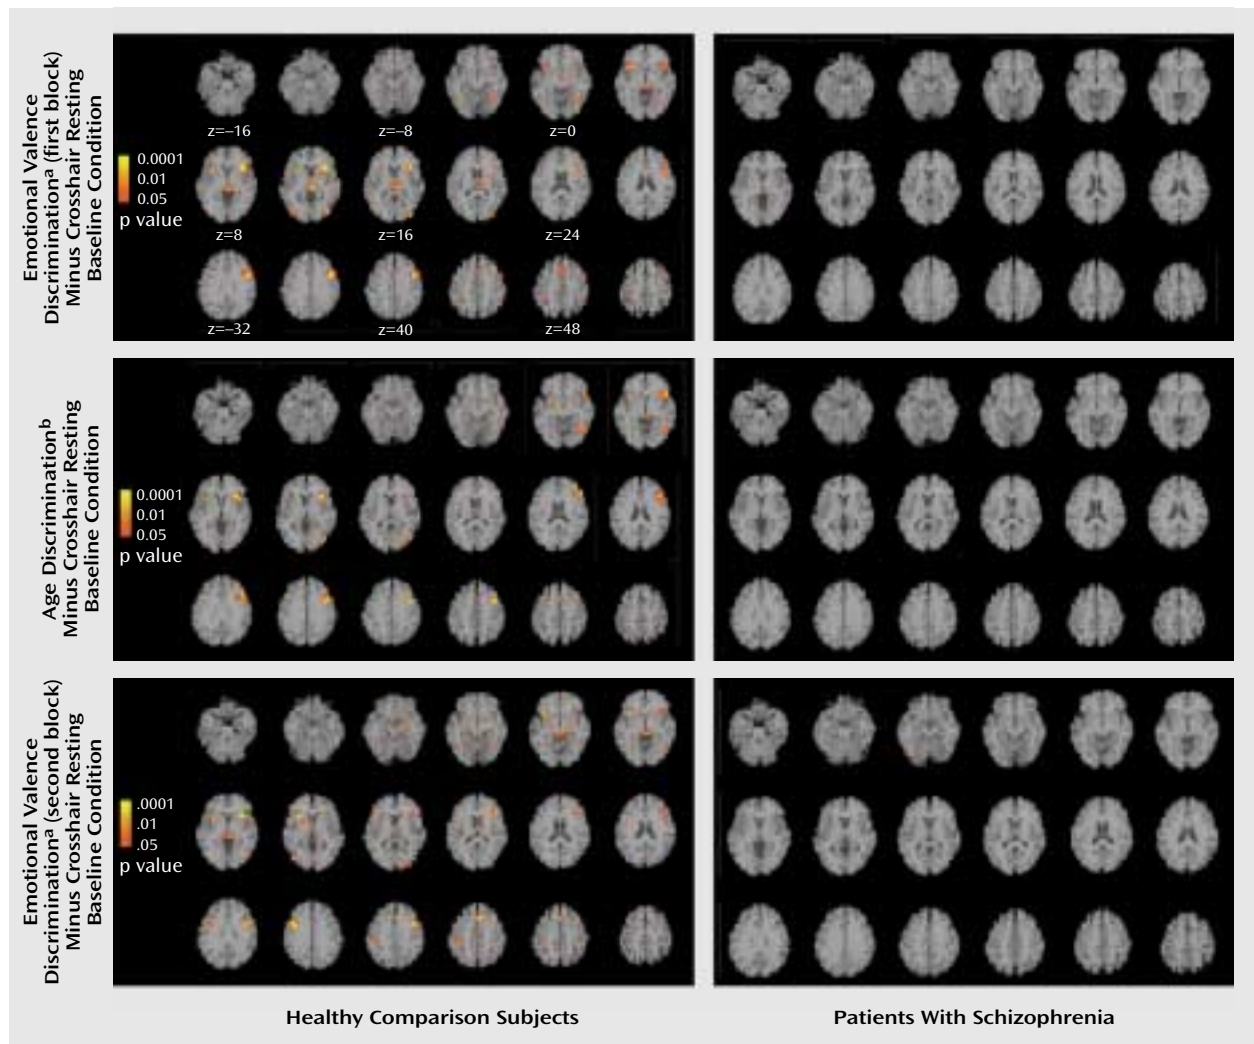 Emotional Valence
Discriminationᵃ (first block)
Minus Crosshair Resting
Baseline Condition
z=–16
z=–8
z=0
0.0001
0.01
0.05
p value
z=8
z=16
z=24
z=–32
z=40
z=48
Age Discriminationᵇ
Minus Crosshair Resting
Baseline Condition
0.0001
0.01
0.05
p value
Emotional Valence
Discriminationᵃ (second block)
Minus Crosshair Resting
Baseline Condition
.0001
.01
.05
p value
Healthy Comparison Subjects
Patients With Schizophrenia